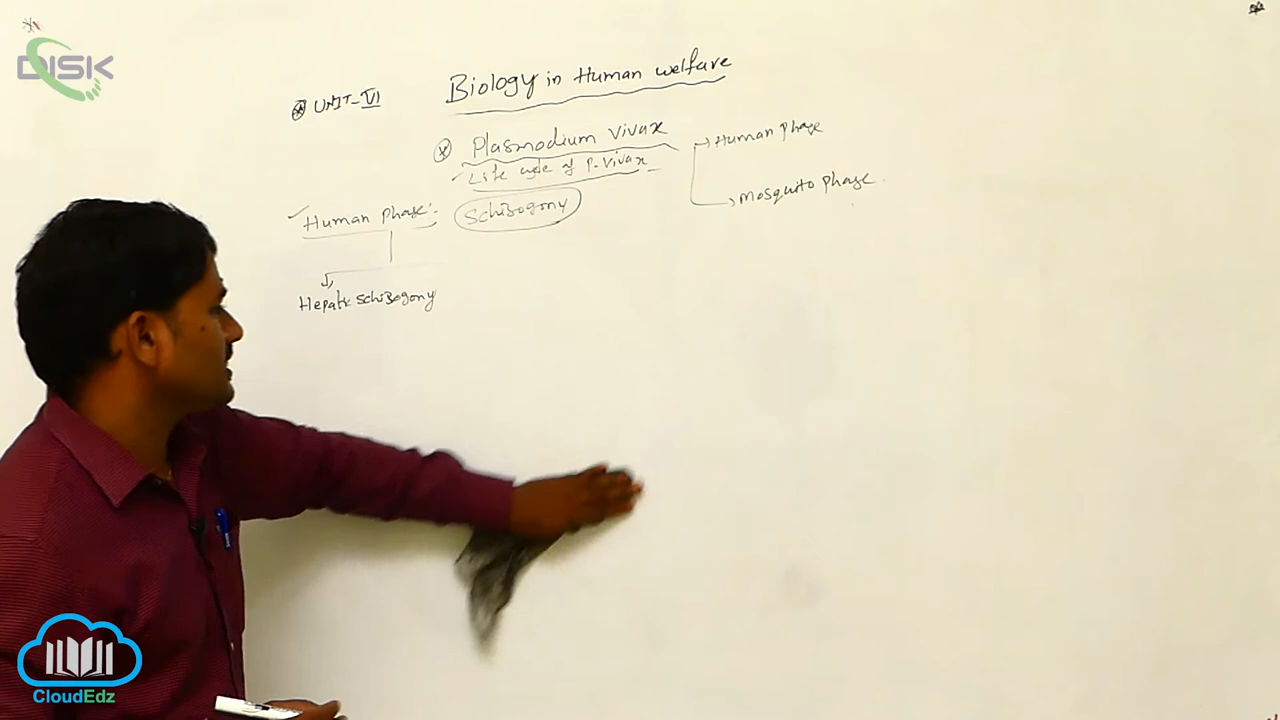 DISK
UNIT-VI
Biology in Human welfare
Plasmodium vivax
Life cycle of P. vivax
Human phase
Mosquito phase
Human phase:-
Schizogony
Hepatic schizogony
CloudEdz